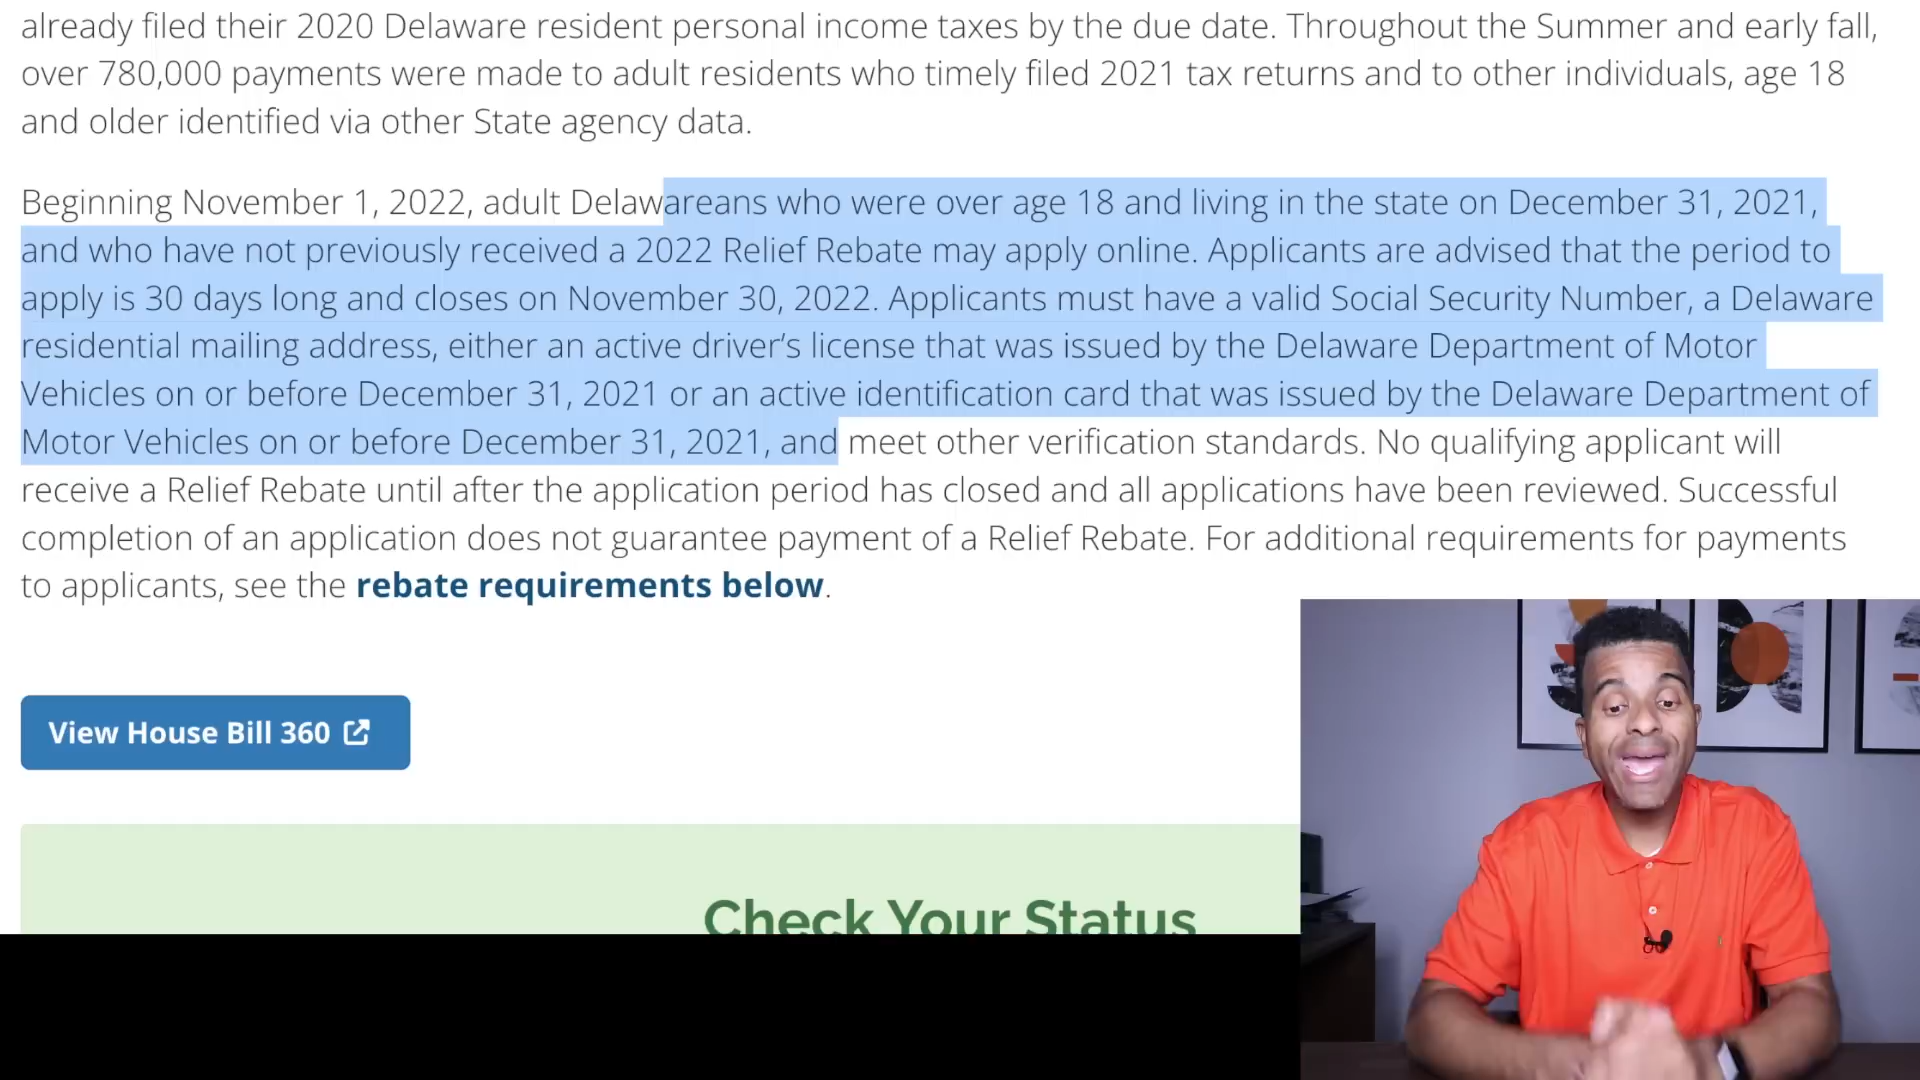 already filed their 2020 Delaware resident personal income taxes by the due date. Throughout the Summer and early fall,
over 780,000 payments were made to adult residents who timely filed 2021 tax returns and to other individuals, age 18
and older identified via other State agency data.
Beginning November 1, 2022, adult Delawareans who were over age 18 and living in the state on December 31, 2021,
and who have not previously received a 2022 Relief Rebate may apply online. Applicants are advised that the period to
apply is 30 days long and closes on November 30, 2022. Applicants must have a valid Social Security Number, a Delaware
residential mailing address, either an active driver’s license that was issued by the Delaware Department of Motor
Vehicles on or before December 31, 2021 or an active identification card that was issued by the Delaware Department of
Motor Vehicles on or before December 31, 2021, and meet other verification standards. No qualifying applicant will
receive a Relief Rebate until after the application period has closed and all applications have been reviewed. Successful
completion of an application does not guarantee payment of a Relief Rebate. For additional requirements for payments
to applicants, see the rebate requirements below.
View House Bill 360
Check Your Status